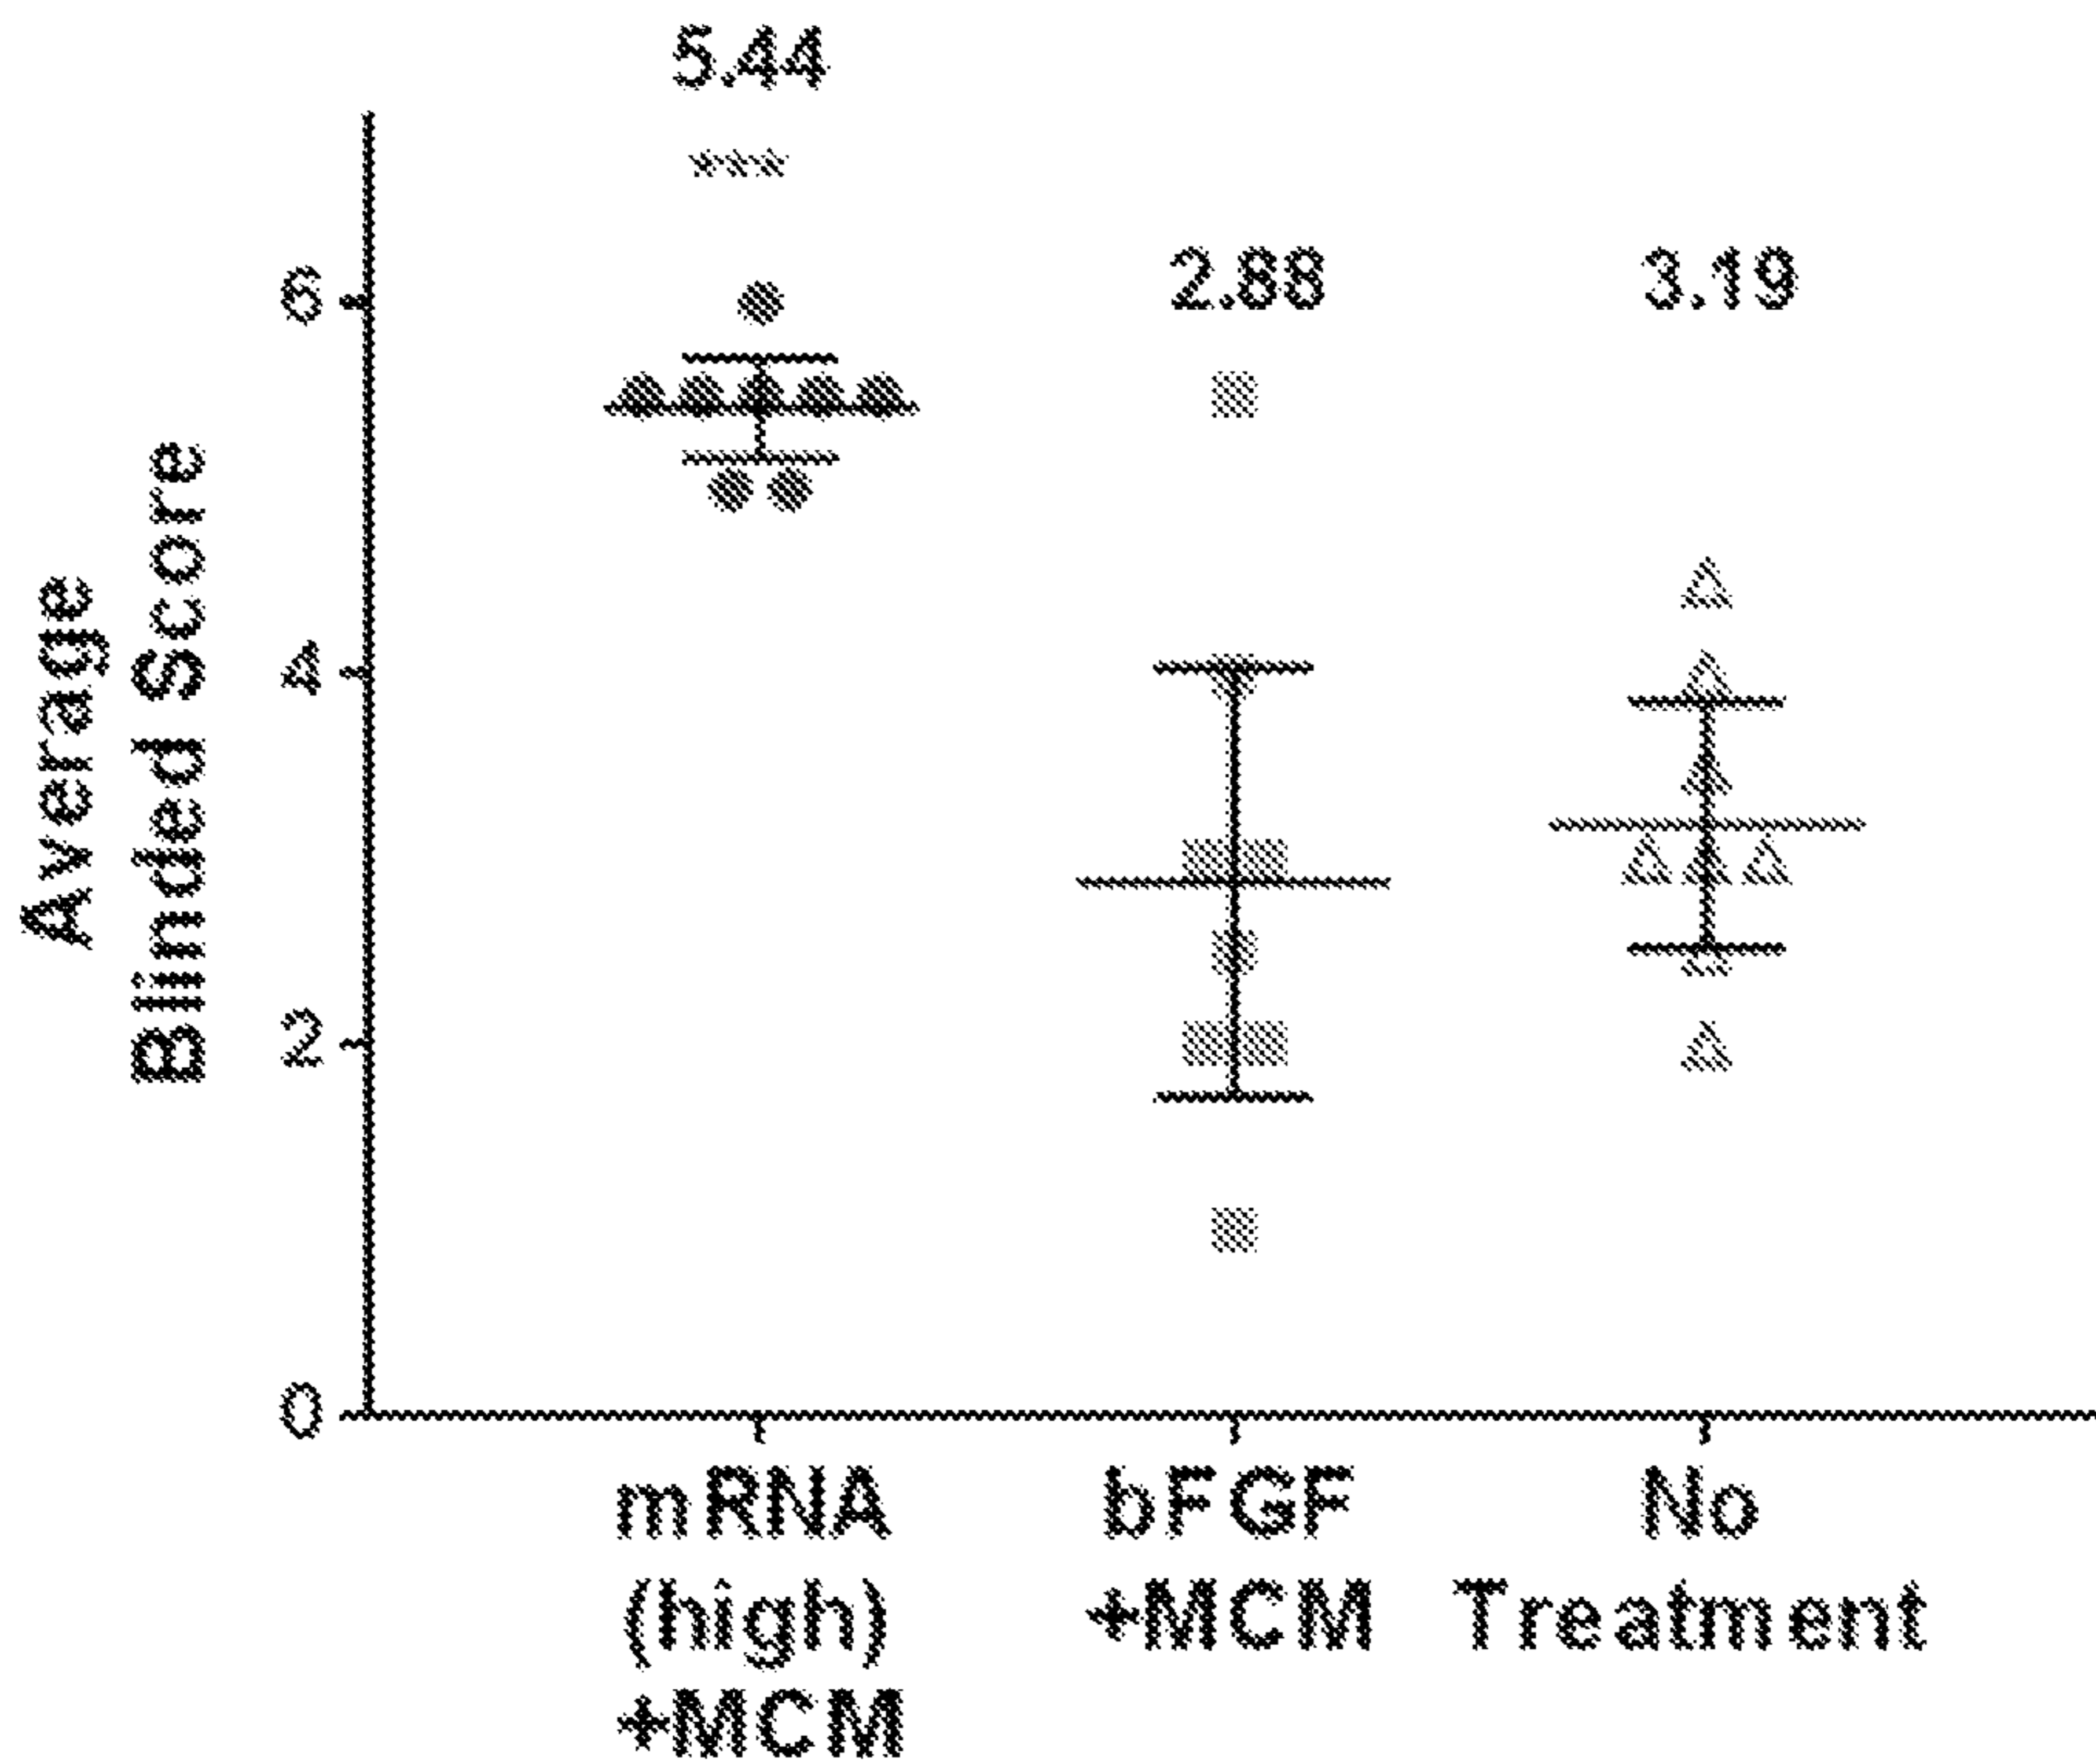 5.44
***
2.88
3.19
Average
Blinded Score
6
4
2
0
mRNA
(high)
+MCM
bFGF
+MCM
No
Treatment